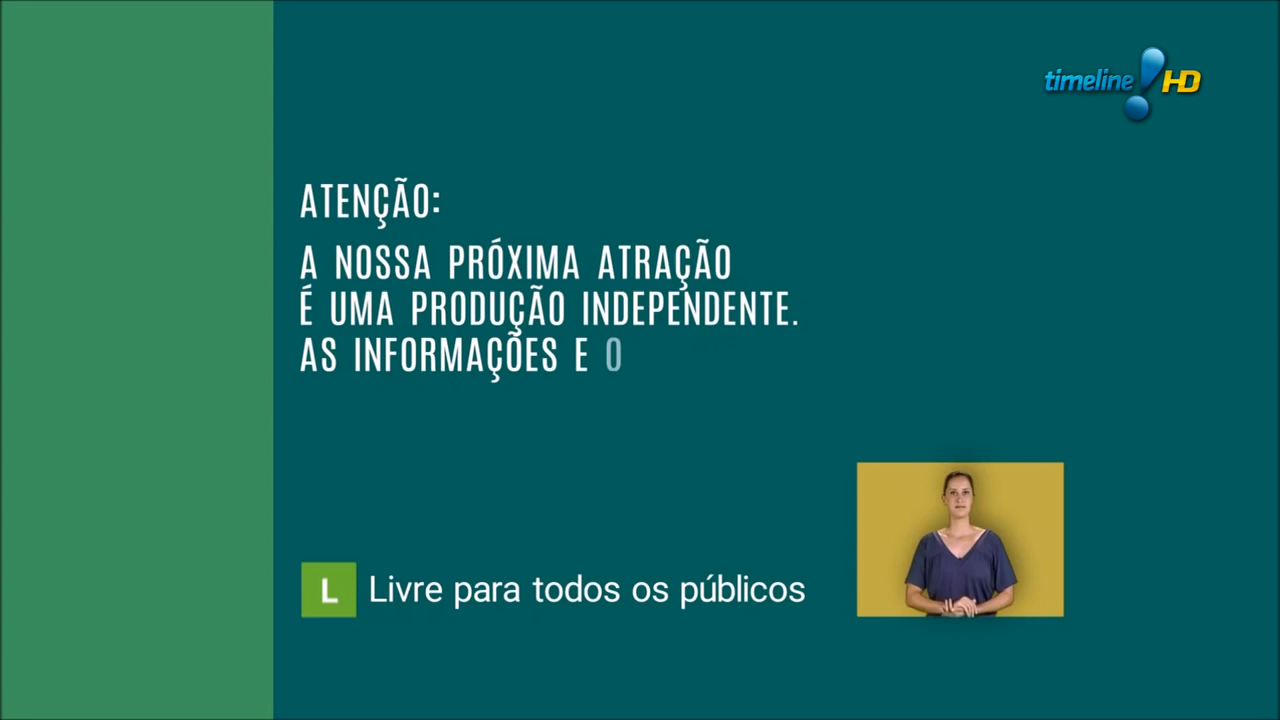 timeline! HD
ATENÇÃO:
A NOSSA PRÓXIMA ATRAÇÃO
É UMA PRODUÇÃO INDEPENDENTE.
AS INFORMAÇÕES E O
L Livre para todos os públicos